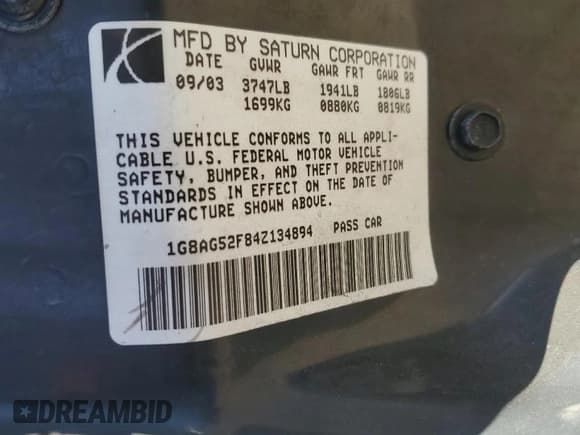 MFD BY SATURN CORPORATION
DATE GVWR GAWR FRT GAWR RR
09/03 3747LB 1941LB 1806LB
1699KG 0880KG 0819KG
THIS VEHICLE CONFORMS TO ALL APPLI-
CABLE U.S. FEDERAL MOTOR VEHICLE
SAFETY, BUMPER, AND THEFT PREVENTION
STANDARDS IN EFFECT ON THE DATE OF
MANUFACTURE SHOWN ABOVE.
1G8AG52F84Z134894 PASS CAR
DREAMBID